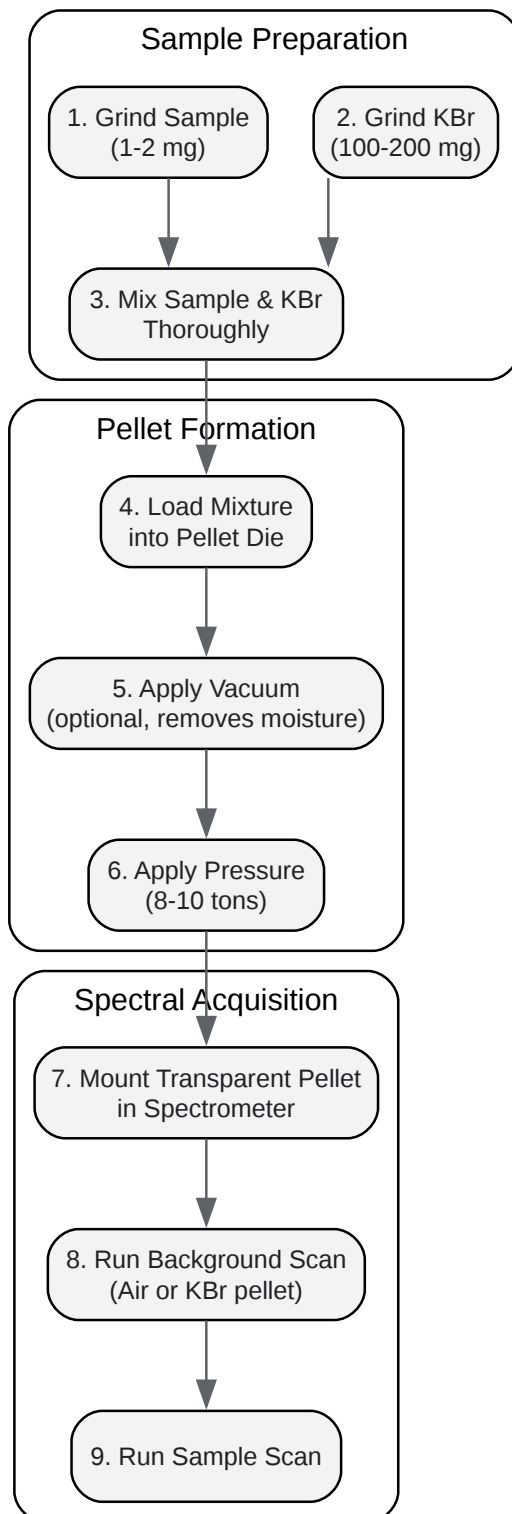 Sample Preparation
1. Grind Sample
(1-2 mg)
2. Grind KBr
(100-200 mg)
3. Mix Sample & KBr
Thoroughly
Pellet Formation
4. Load Mixture
into Pellet Die
5. Apply Vacuum
(optional, removes moisture)
6. Apply Pressure
(8-10 tons)
Spectral Acquisition
7. Mount Transparent Pellet
in Spectrometer
8. Run Background Scan
(Air or KBr pellet)
9. Run Sample Scan